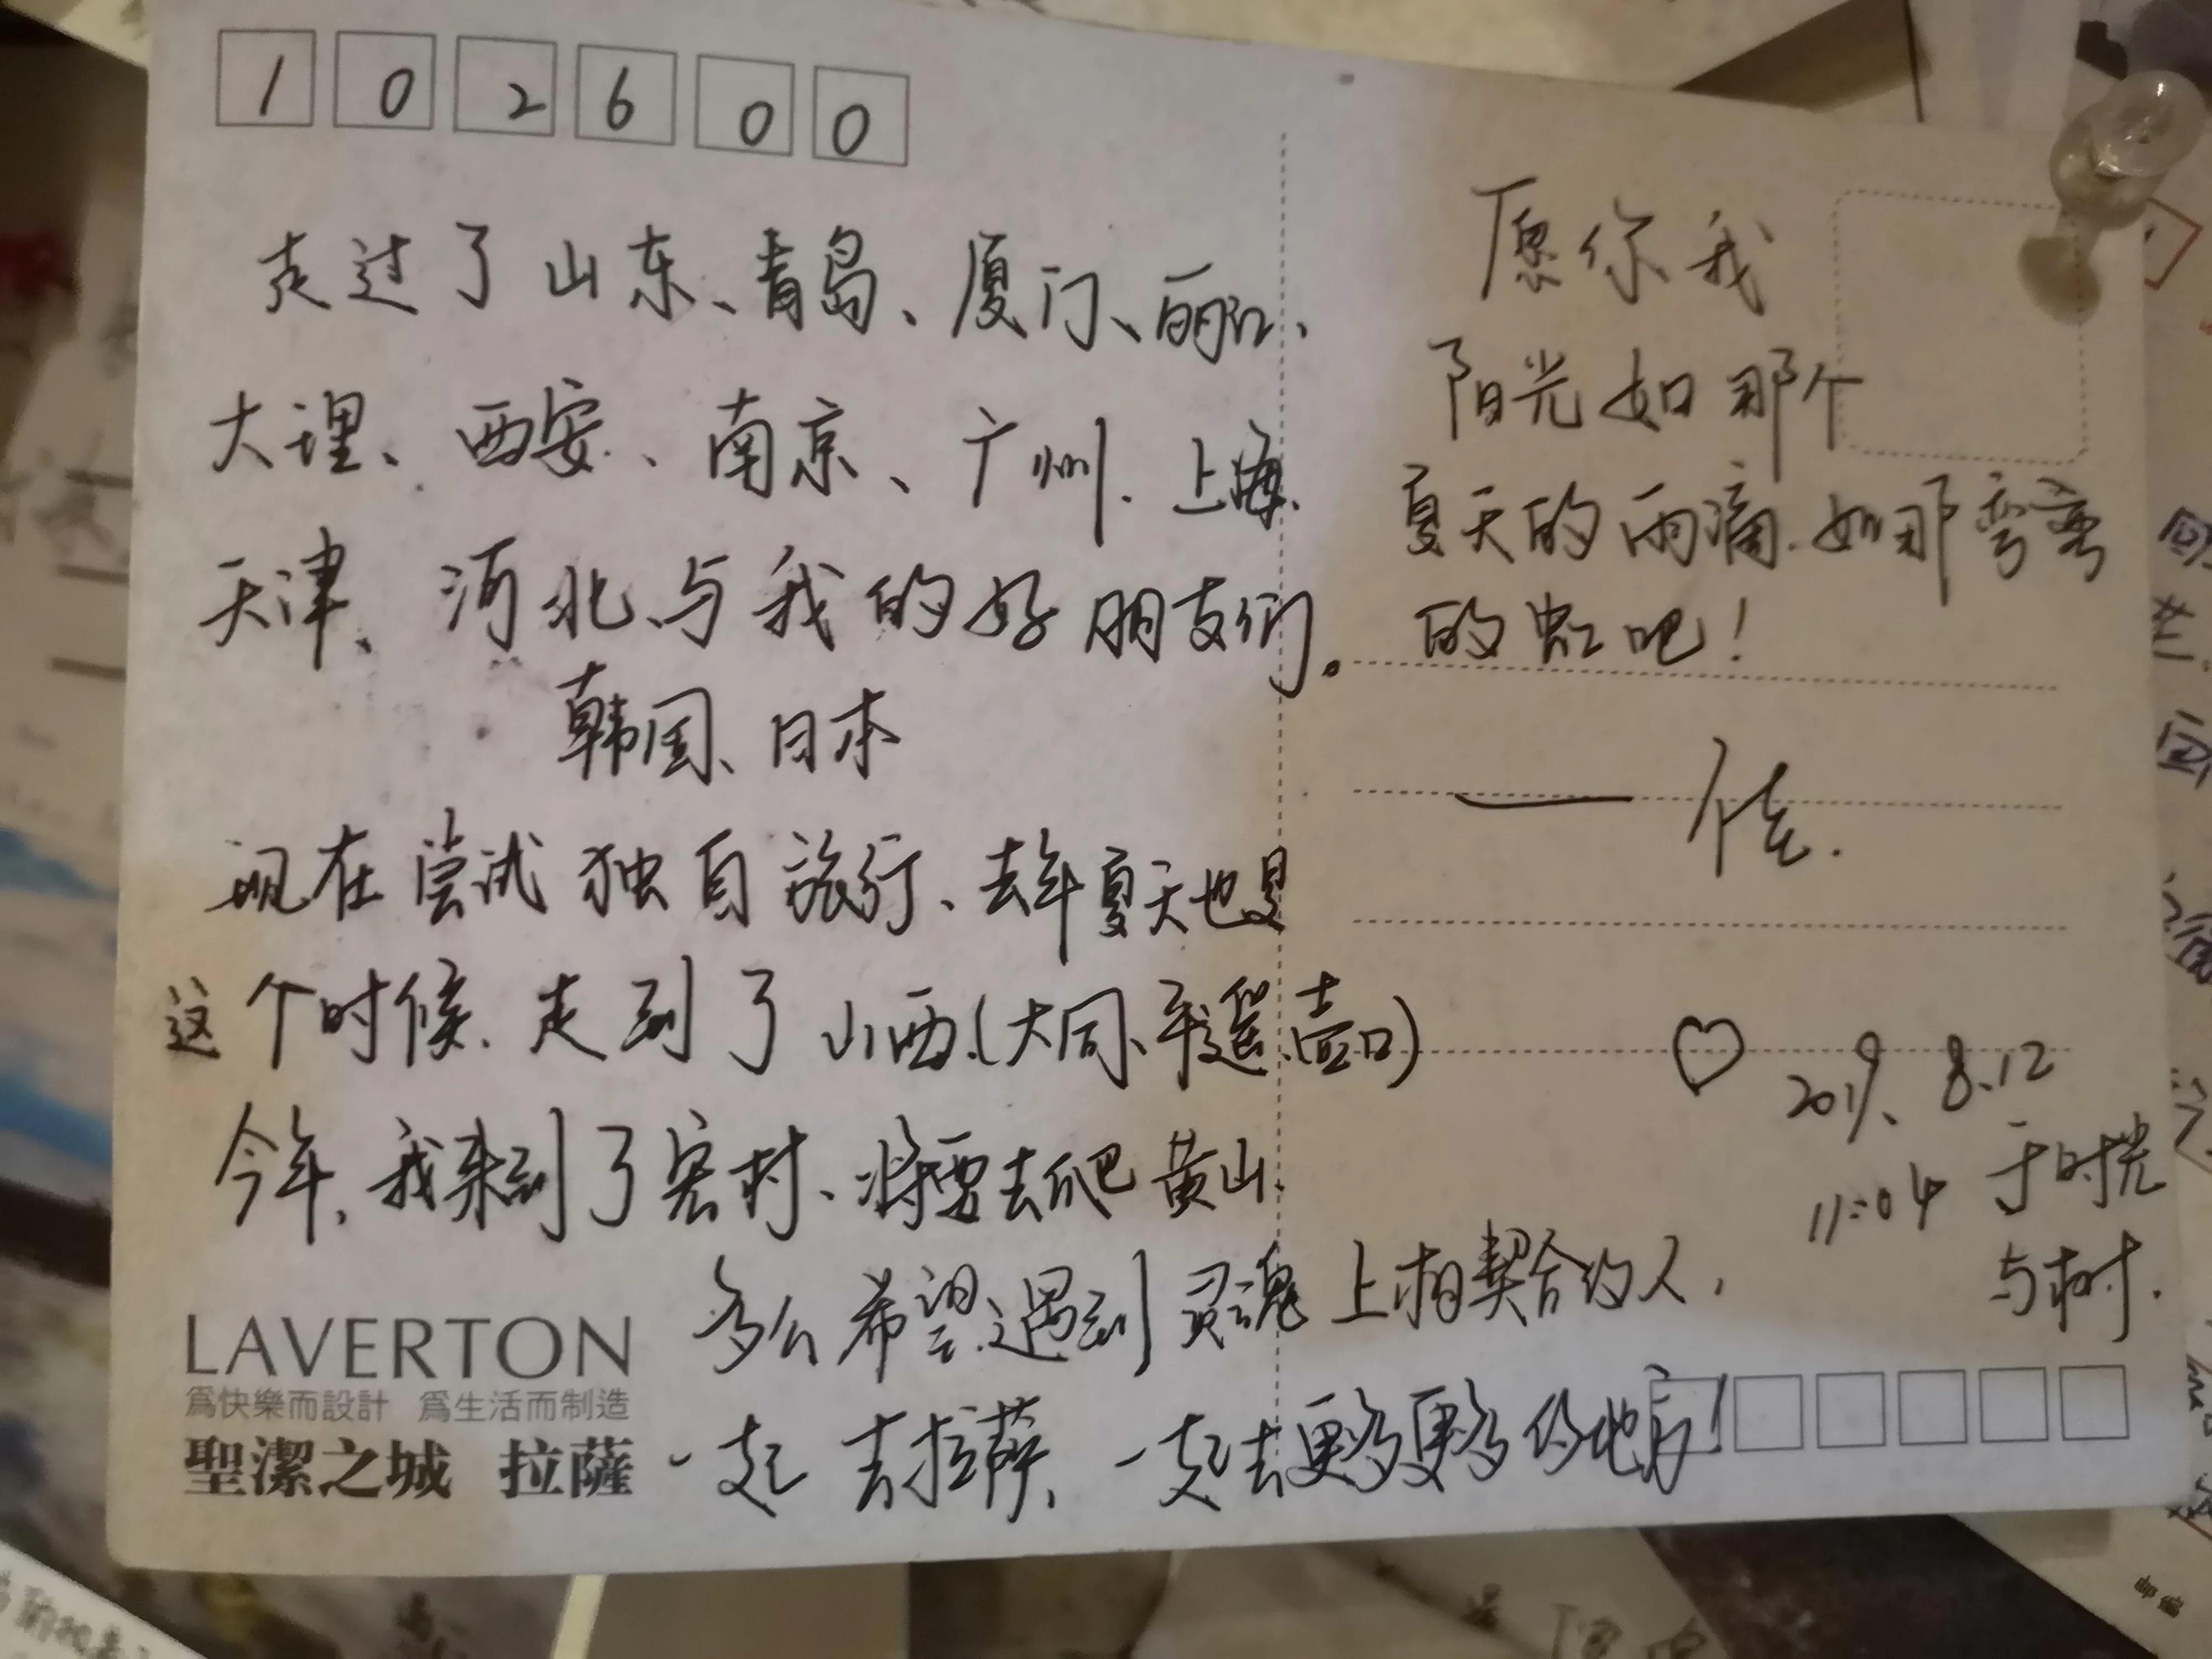 102600
走过了山东、青岛、厦门、丽江、
大理、西安、南京、广州、上海、
天津、河北、与我的好朋友们。
韩国、日本
现在尝试独自旅行、去年夏天也是
这个时候、走到了山西(大同、平遥、壶口)
今年、我来到了宏村、将要去爬黄山、
多么希望遇到灵魂上相契合的人,
一起去拉萨、一起去更多更多的地方!
LAVERTON
為快樂而設計 為生活而制造
聖潔之城 拉薩
愿你我
阳光如那个
夏天的雨滴、如那弯弯
的虹吧!
——佳.
♡ 2019、8.12
11:04 于时光
与树.
邮编